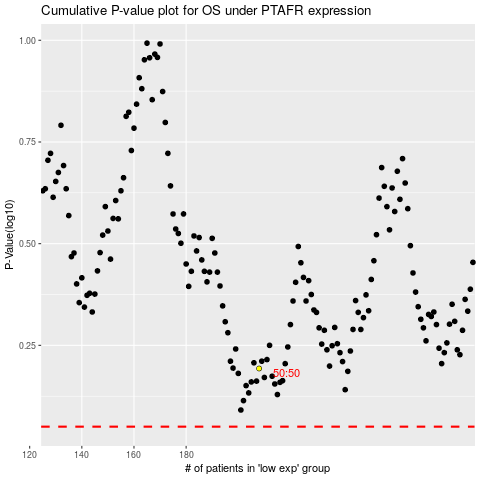 Cumulative P-value plot for OS under PTAFR expression
P-Value(log10)
1.00
0.75
0.50
0.25
50:50
120 140 160 180
# of patients in 'low exp' group